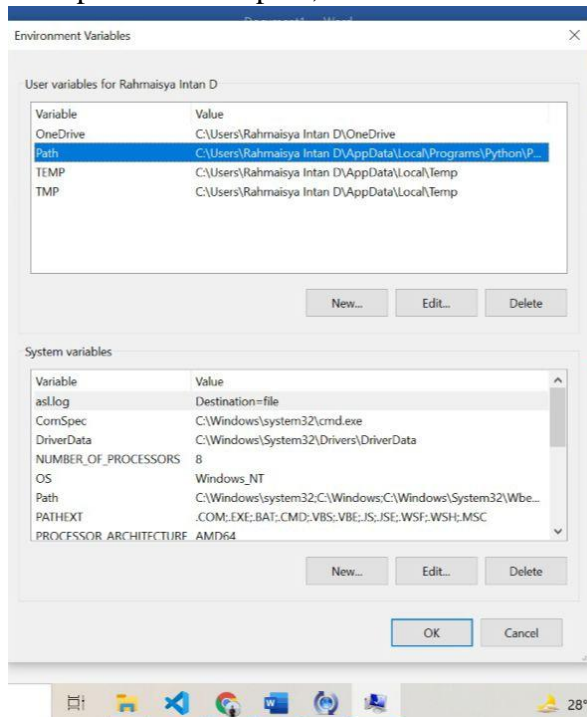 Environment Variables
User variables for Rahmaisya Intan D
Variable Value
OneDrive C:\Users\Rahmaisya Intan D\OneDrive
Path C:\Users\Rahmaisya Intan D\AppData\Local\Programs\Python\P...
TEMP C:\Users\Rahmaisya Intan D\AppData\Local\Temp
TMP C:\Users\Rahmaisya Intan D\AppData\Local\Temp
New... Edit... Delete
System variables
Variable Value
asl.log Destination=file
ComSpec C:\Windows\system32\cmd.exe
DriverData C:\Windows\System32\Drivers\DriverData
NUMBER_OF_PROCESSORS 8
OS Windows_NT
Path C:\Windows\system32;C:\Windows;C:\Windows\System32\Wbe...
PATHEXT .COM;.EXE;.BAT;.CMD;.VBS;.VBE;.JS;.JSE;.WSF;.WSH;.MSC
PROCESSOR_ARCHITECTURE AMD64
New... Edit... Delete
OK Cancel
28°